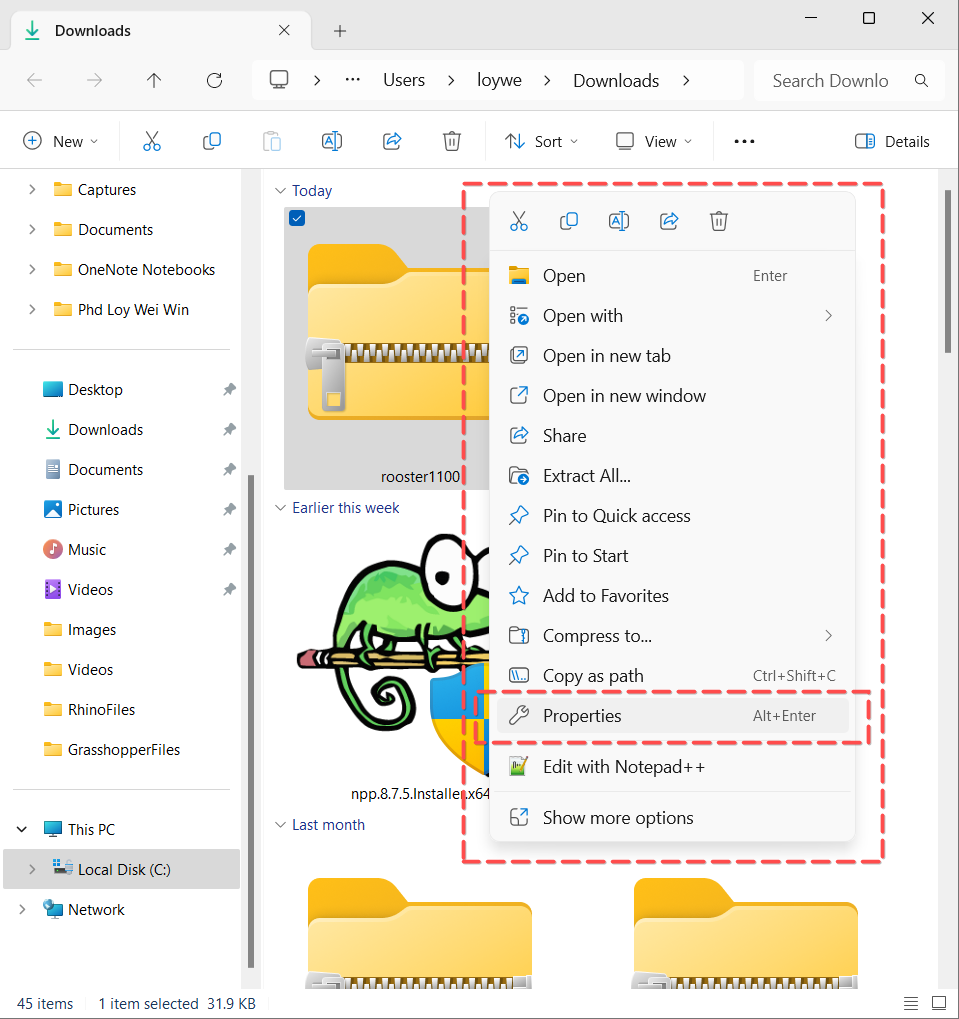 Downloads
Users
loywe
Downloads
Search Downlo
New
Sort
View
Details
Captures
Documents
OneNote Notebooks
Phd Loy Wei Win
Desktop
Downloads
Documents
Pictures
Music
Videos
Images
Videos
RhinoFiles
GrasshopperFiles
This PC
Local Disk (C:)
Network
Today
rooster1100
Earlier this week
npp.8.7.5.Installer.x64
Last month
Open Enter
Open with
Open in new tab
Open in new window
Share
Extract All...
Pin to Quick access
Pin to Start
Add to Favorites
Compress to...
Copy as path Ctrl+Shift+C
Properties Alt+Enter
Edit with Notepad++
Show more options
45 items 1 item selected 31.9 KB